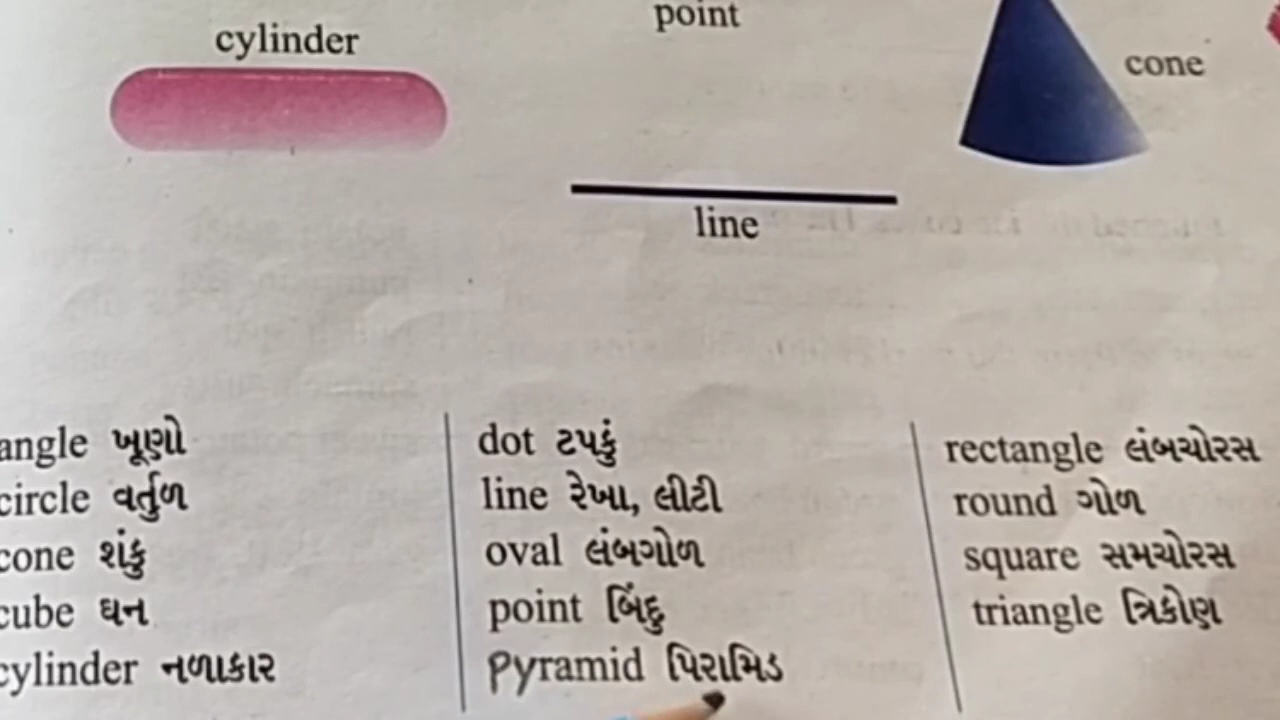 cylinder
point
cone
line
angle ખૂણો
circle વર્તુળ
cone શંકુ
cube ઘન
cylinder નળાકાર
dot ટપકું
line રેખા, લીટી
oval લંબગોળ
point બિંદુ
pyramid પિરામિડ
rectangle લંબચોરસ
round ગોળ
square સમચોરસ
triangle ત્રિકોણ